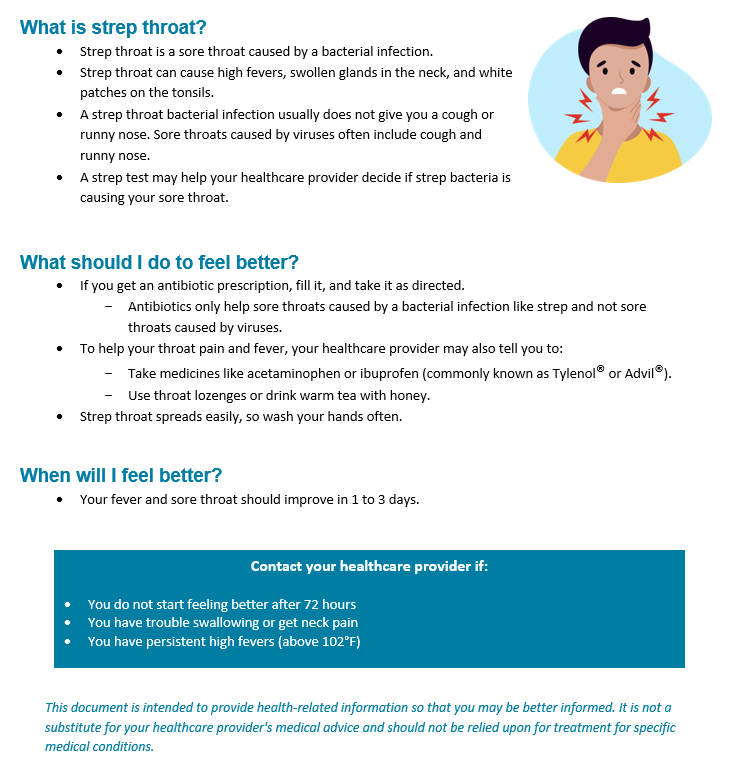 What is strep throat?
• Strep throat is a sore throat caused by a bacterial infection.
• Strep throat can cause high fevers, swollen glands in the neck, and white
patches on the tonsils.
• A strep throat bacterial infection usually does not give you a cough or
runny nose. Sore throats caused by viruses often include cough and
runny nose.
• A strep test may help your healthcare provider decide if strep bacteria is
causing your sore throat.
What should I do to feel better?
• If you get an antibiotic prescription, fill it, and take it as directed.
− Antibiotics only help sore throats caused by a bacterial infection like strep and not sore
throats caused by viruses.
• To help your throat pain and fever, your healthcare provider may also tell you to:
− Take medicines like acetaminophen or ibuprofen (commonly known as Tylenol® or Advil®).
− Use throat lozenges or drink warm tea with honey.
• Strep throat spreads easily, so wash your hands often.
When will I feel better?
• Your fever and sore throat should improve in 1 to 3 days.
Contact your healthcare provider if:
• You do not start feeling better after 72 hours
• You have trouble swallowing or get neck pain
• You have persistent high fevers (above 102°F)
This document is intended to provide health-related information so that you may be better informed. It is not a
substitute for your healthcare provider's medical advice and should not be relied upon for treatment for specific
medical conditions.